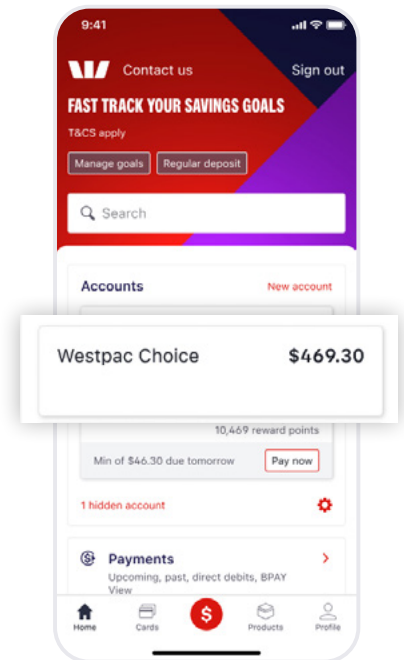 9:41
Contact us
Sign out
FAST TRACK YOUR SAVINGS GOALS
T&CS apply
Manage goals
Regular deposit
Search
Accounts
New account
Westpac Choice
$469.30
10,469 reward points
Min of $46.30 due tomorrow
Pay now
1 hidden account
Payments
Upcoming, past, direct debits, BPAY
View
Home
Cards
$
Products
Profile